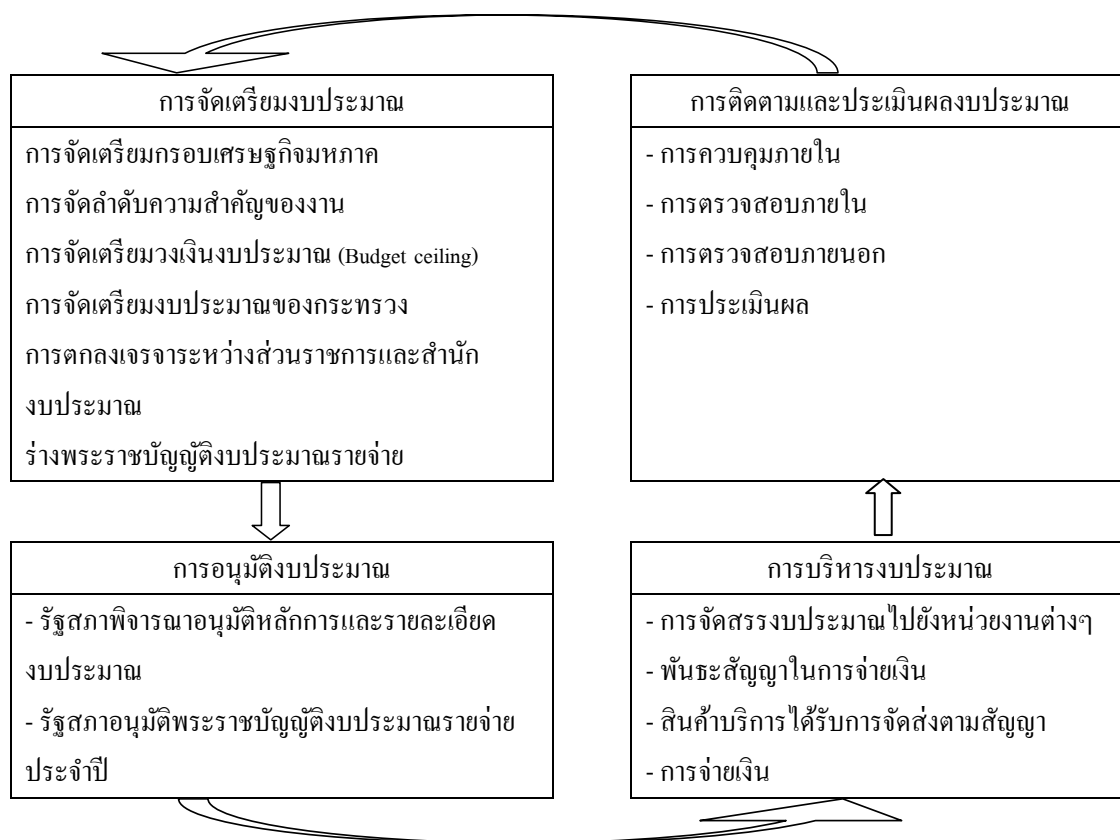 การจัดเตรียมงบประมาณ
การจัดเตรียมกรอบเศรษฐกิจมหภาค
การจัดลำดับความสำคัญของงาน
การจัดเตรียมวงเงินงบประมาณ (Budget ceiling)
การจัดเตรียมงบประมาณของกระทรวง
การตกลงเจรจาระหว่างส่วนราชการและสำนัก
งบประมาณ
ร่างพระราชบัญญัติงบประมาณรายจ่าย
การอนุมัติงบประมาณ
- รัฐสภาพิจารณาอนุมัติหลักการและรายละเอียด
งบประมาณ
- รัฐสภาอนุมัติพระราชบัญญัติงบประมาณรายจ่าย
ประจำปี
การบริหารงบประมาณ
- การจัดสรรงบประมาณไปยังหน่วยงานต่างๆ
- พันธะสัญญาในการจ่ายเงิน
- สินค้าบริการได้รับการจัดส่งตามสัญญา
- การจ่ายเงิน
การติดตามและประเมินผลงบประมาณ
- การควบคุมภายใน
- การตรวจสอบภายใน
- การตรวจสอบภายนอก
- การประเมินผล